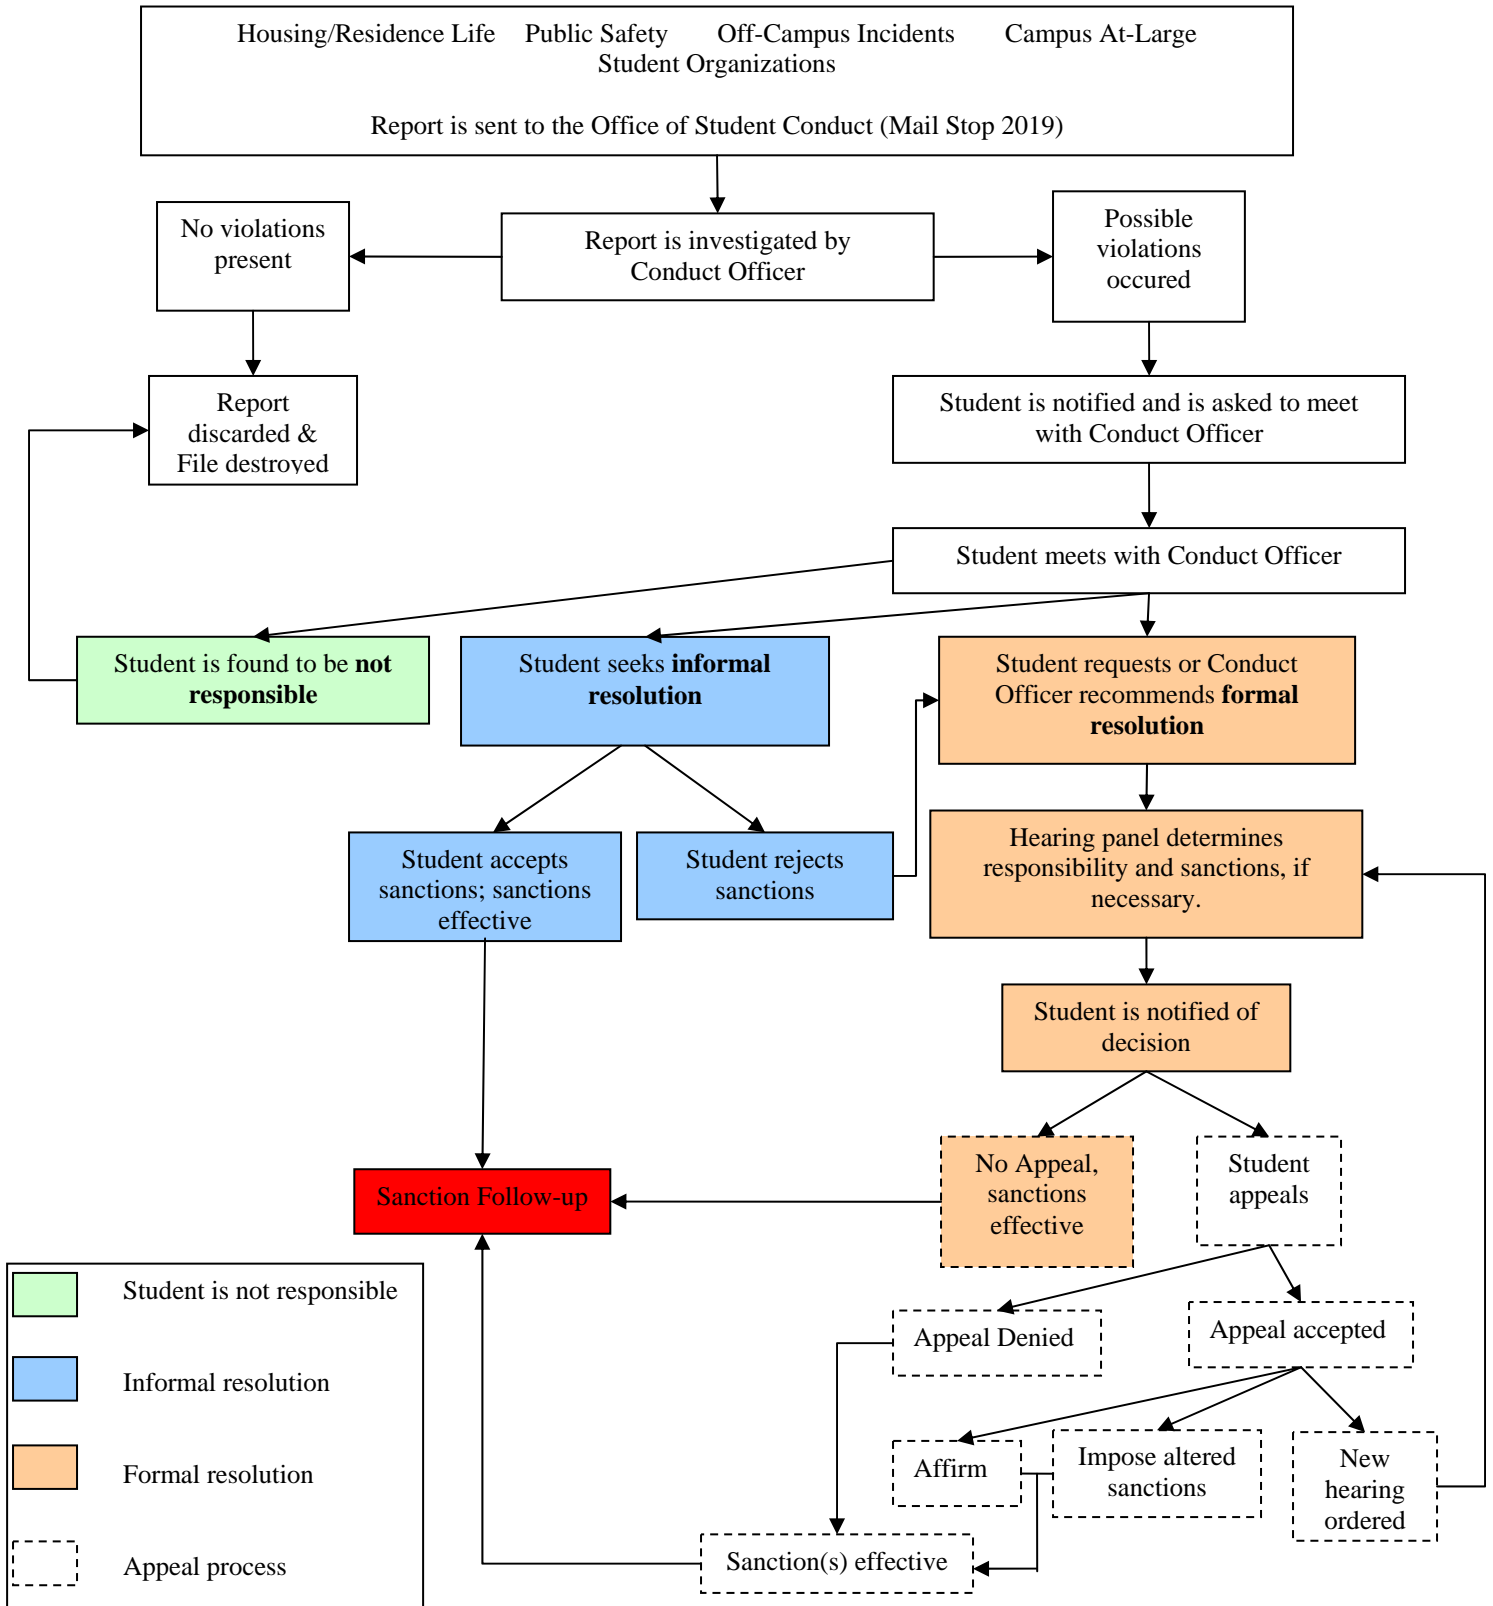 Housing/Residence Life Public Safety Off-Campus Incidents Campus At-Large
Student Organizations
Report is sent to the Office of Student Conduct (Mail Stop 2019)
No violations
present
Report is investigated by
Conduct Officer
Possible
violations
occured
Report
discarded &
File destroyed
Student is notified and is asked to meet
with Conduct Officer
Student meets with Conduct Officer
Student is found to be not
responsible
Student seeks informal
resolution
Student requests or Conduct
Officer recommends formal
resolution
Student accepts
sanctions; sanctions
effective
Student rejects
sanctions
Hearing panel determines
responsibility and sanctions, if
necessary.
Student is notified of
decision
No Appeal,
sanctions
effective
Student
appeals
Sanction Follow-up
Appeal Denied
Appeal accepted
Affirm
Impose altered
sanctions
New
hearing
ordered
Sanction(s) effective
Student is not responsible
Informal resolution
Formal resolution
Appeal process